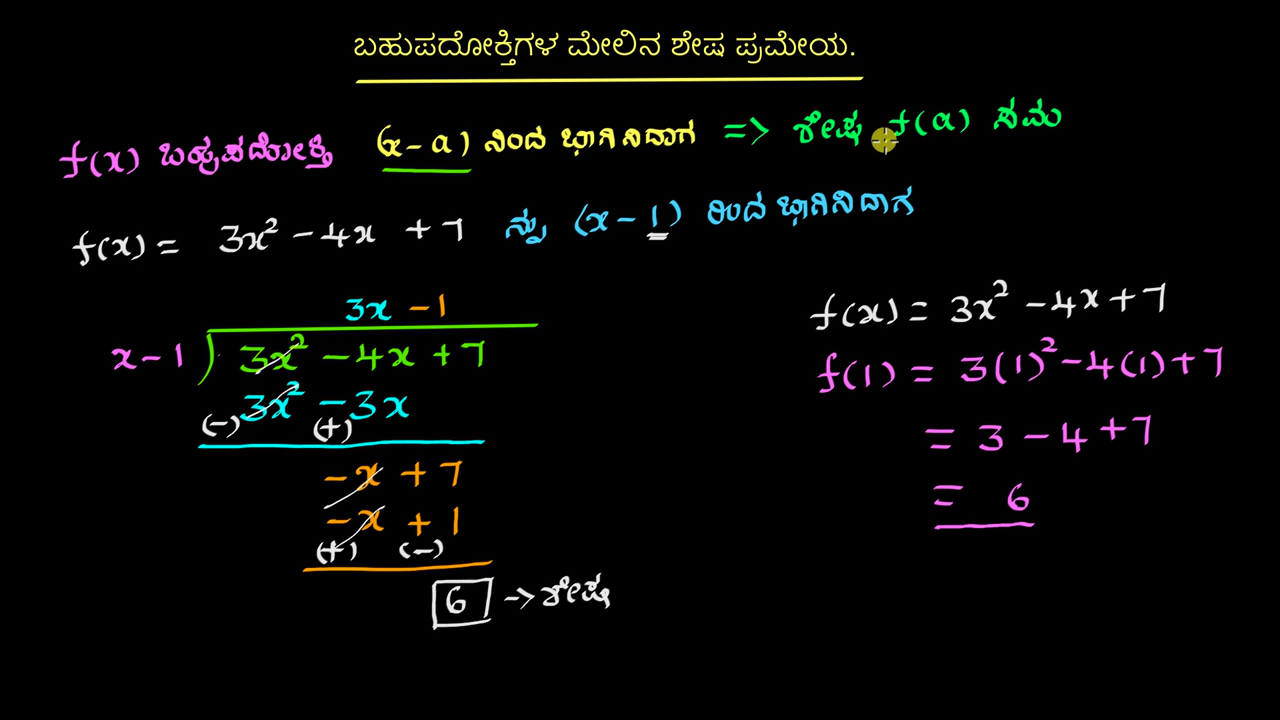 ಬಹುಪದೋಕ್ತಿಗಳ ಮೇಲಿನ ಶೇಷ ಪ್ರಮೇಯ.
f(x) ಬಹುಪದೋಕ್ತಿ (x-a) ನಿಂದ ಭಾಗಿಸಿದಾಗ => ಶೇಷ f(a) ಸಮ
f(x) = 3x² - 4x + 7 ನ್ನು (x-1) ರಿಂದ ಭಾಗಿಸಿದಾಗ
3x - 1
x-1 ) 3x² - 4x + 7
3x² - 3x
(-) (+)
-x + 7
-x + 1
(+) (-)
6 → ಶೇಷ
f(x) = 3x² - 4x + 7
f(1) = 3(1)² - 4(1) + 7
= 3 - 4 + 7
= 6